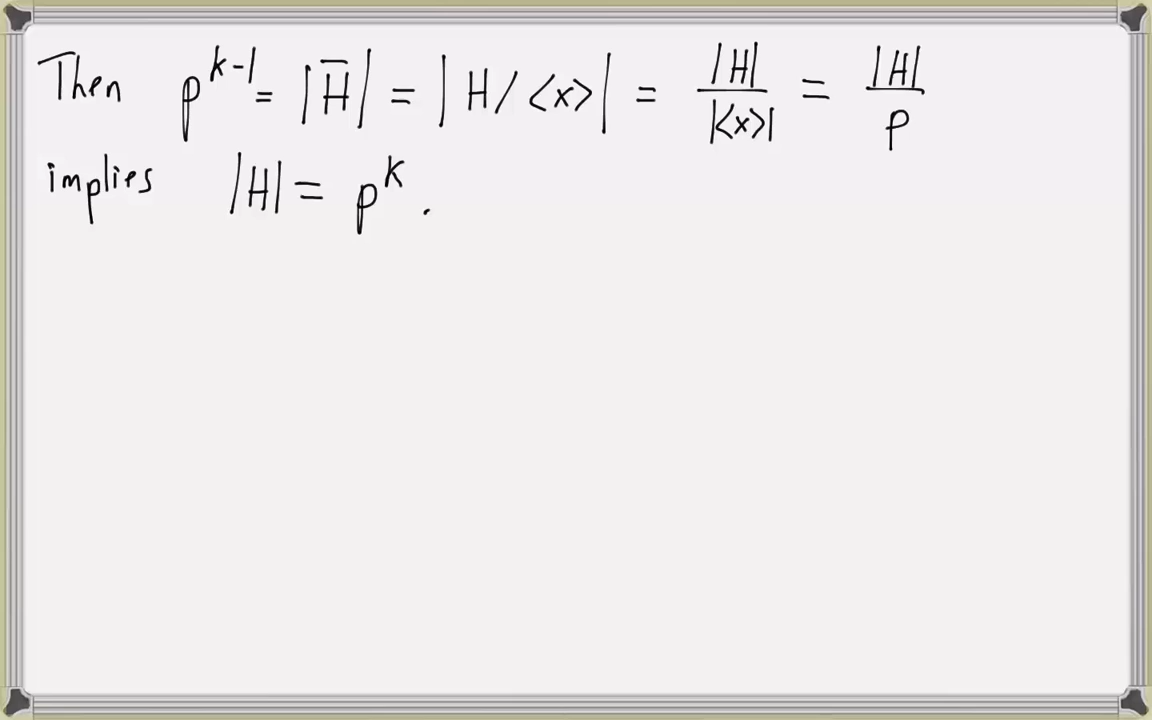 Then p^{k-1} = |H̅| = | H/<x>| = |H|/|<x>| = |H|/p
implies |H| = p^k .